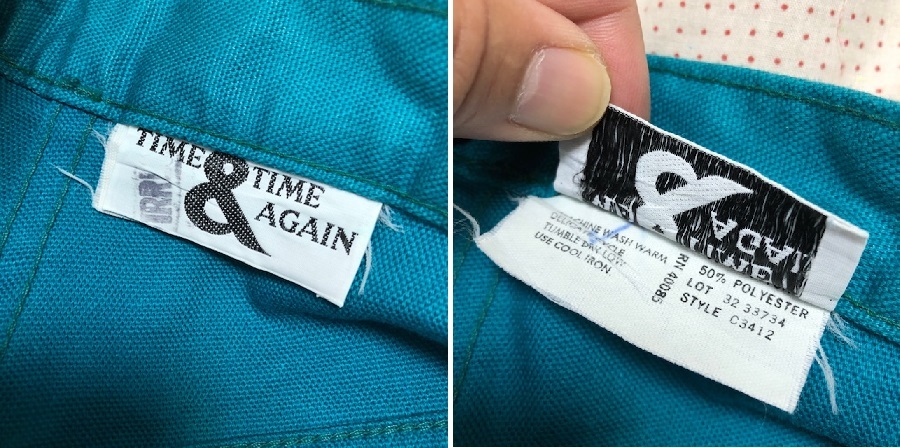 TIME
& TIME
AGAIN
MACHINE WASH WARM
TUMBLE DRY LOW
USE COOL IRON
RN 40085
50% POLYESTER
LOT 32 33734
STYLE C3412